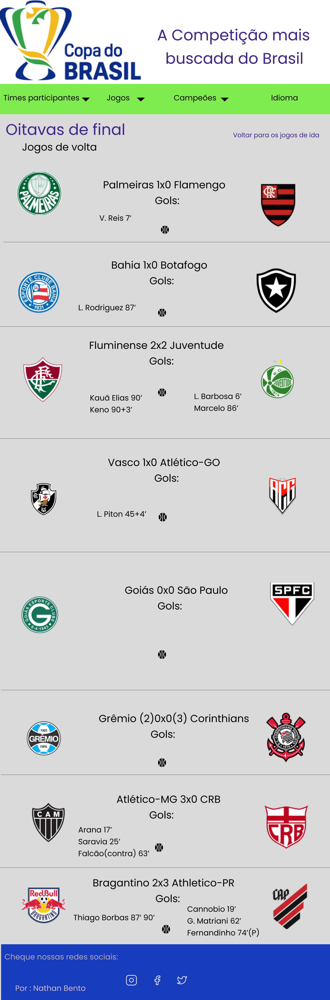 Copa do
BRASIL
A Competição mais
buscada do Brasil
Times participantes
Jogos
Campeões
Idioma
Oitavas de final
Voltar para os jogos de ida
Jogos de volta
P
PALMEIRAS
Palmeiras 1x0 Flamengo
Gols:
V. Reis 7’
Bahia 1x0 Botafogo
Gols:
ESPORTE CLUBE BAHIA
1931
L. Rodriguez 87’
Fluminense 2x2 Juventude
Gols:
Kauã Elias 90’
Keno 90+3’
L. Barbosa 6’
Marcelo 86’
E.C.
JUVENTUDE
1913
Vasco 1x0 Atlético-GO
Gols:
L. Piton 45+4’
ACG
Goiás 0x0 São Paulo
Gols:
GOIÁS ESPORTE CLUBE
G
6-4-1943
SPFC
Grêmio (2)0x0(3) Corinthians
Gols:
1903
GRÊMIO
FBPA
1910
Atlético-MG 3x0 CRB
Gols:
CAM
Arana 17’
Saravia 25’
Falcão(contra) 63’
CRB
Bragantino 2x3 Athletico-PR
Gols:
Red Bull
BRAGANTINO
Thiago Borbas 87’ 90’
Cannobio 19’
G. Matriani 62’
Fernandinho 74’(P)
CAP
Cheque nossas redes sociais:
Por : Nathan Bento